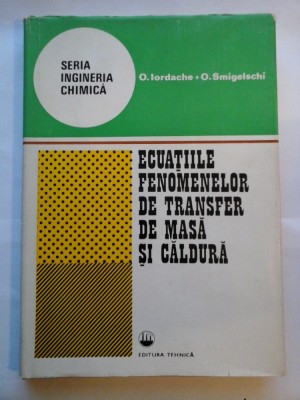 SERIA
INGINERIA
CHIMICĂ
O. Iordache • O. Smigelschi
ECUAȚIILE
FENOMENELOR
DE TRANSFER
DE MASĂ
ȘI CĂLDURĂ
EDITURA TEHNICĂ